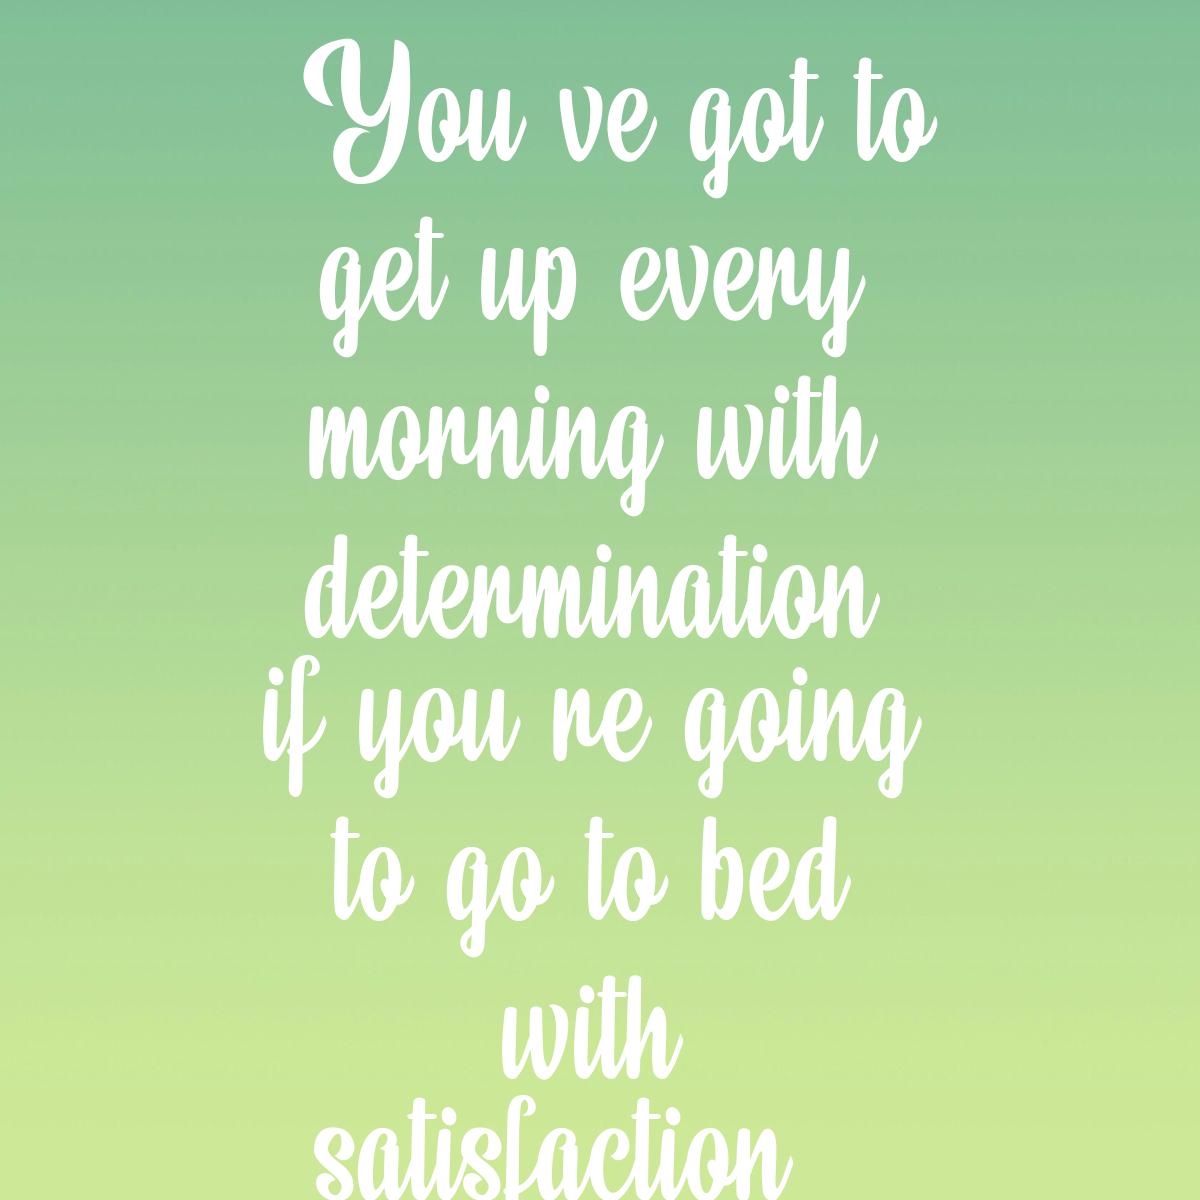 You ve got to
get up every
morning with
determination
if you re going
to go to bed
with
satisfaction